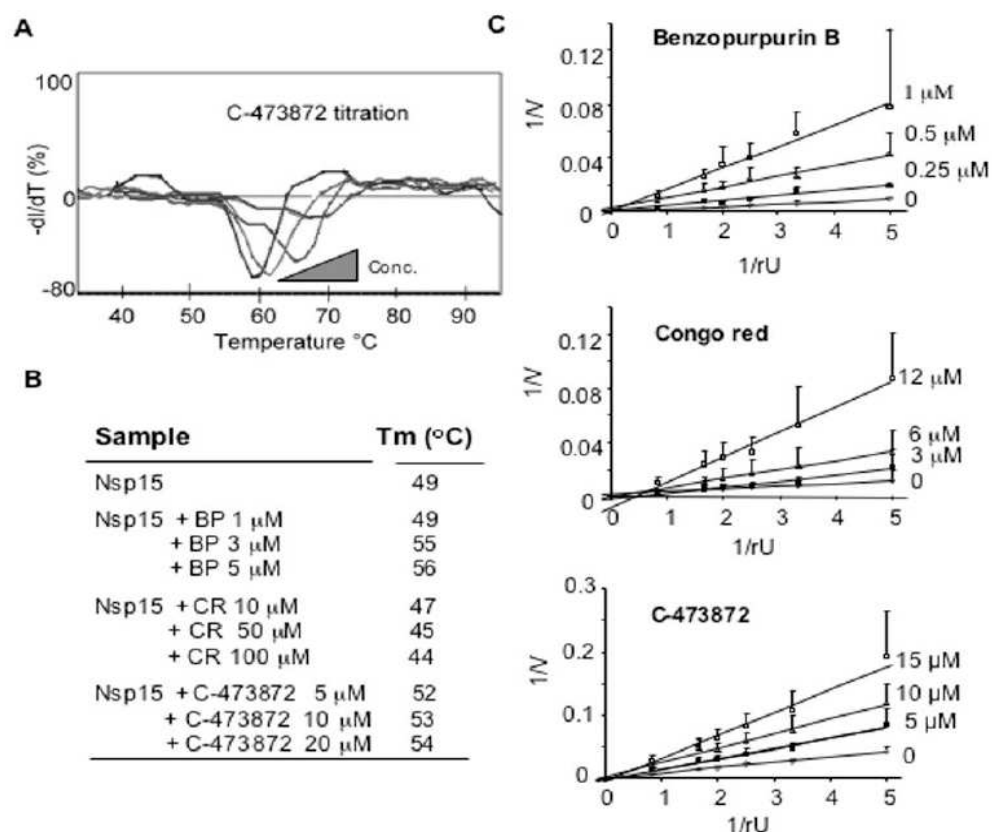 A
100
C-473872 titration
-dI/dT (%)
0
Conc.
-80
40 50 60 70 80 90
Temperature °C
B
Sample Tm (°C)
Nsp15 49
Nsp15 + BP 1 μM 49
+ BP 3 μM 55
+ BP 5 μM 56
Nsp15 + CR 10 μM 47
+ CR 50 μM 45
+ CR 100 μM 44
Nsp15 + C-473872 5 μM 52
+ C-473872 10 μM 53
+ C-473872 20 μM 54
C
Benzopurpurin B
0.12
1 μM
0.08
1/V
0.5 μM
0.04
0.25 μM
0
0
0 1 2 3 4 5
1/rU
Congo red
0.12
12 μM
0.08
1/V
6 μM
0.04
3 μM
0
0
0 1 2 3 4 5
1/rU
0.3
C-473872
0.2
15 μM
1/V
10 μM
0.1
5 μM
0
0
0 1 2 3 4 5
1/rU